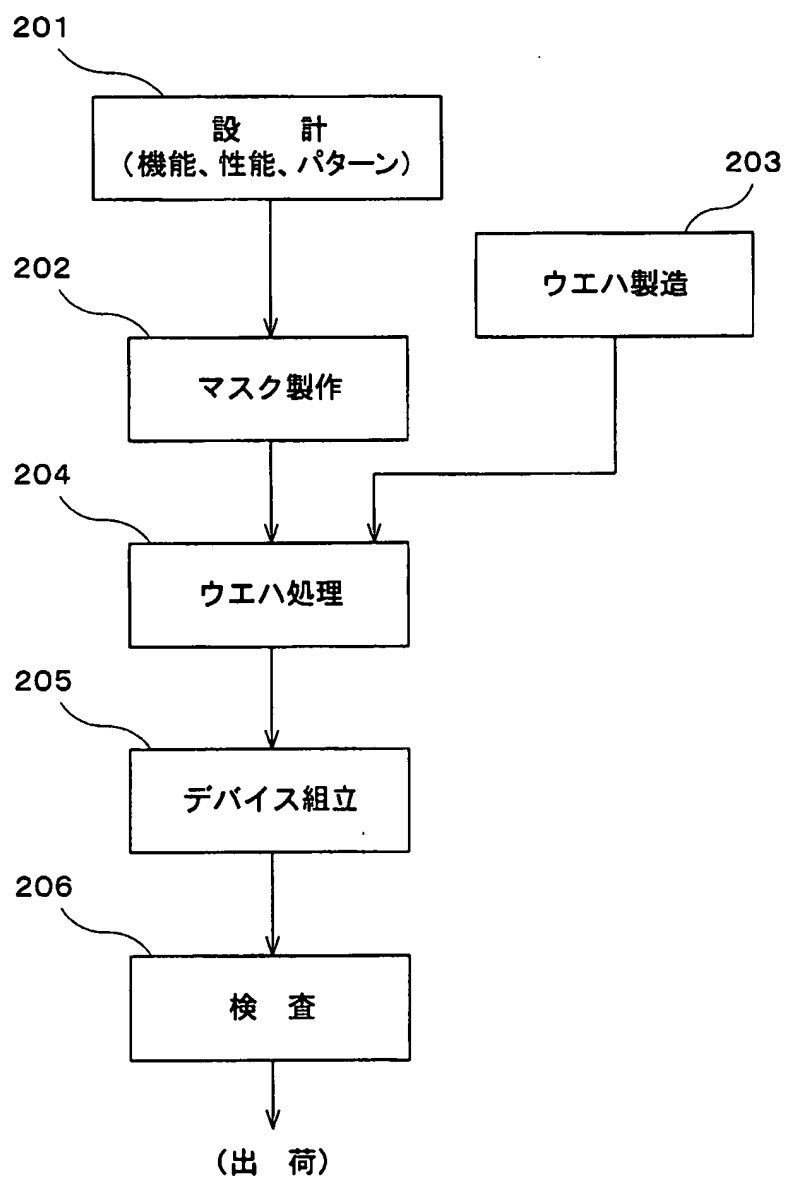 201
設　計
（機能、性能、パターン）
203
ウエハ製造
202
マスク製作
204
ウエハ処理
205
デバイス組立
206
検　査
（出　荷）